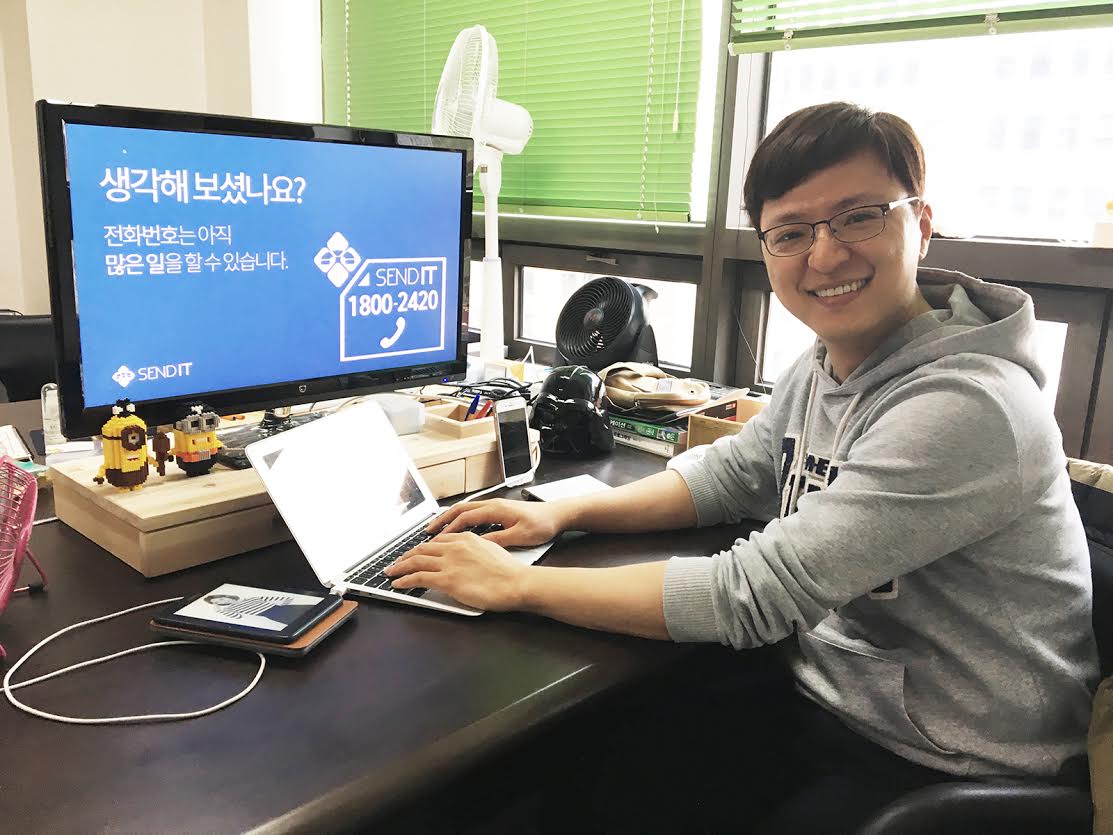 생각해 보셨나요?
전화번호는 아직
많은 일을 할 수 있습니다.
SEND IT
1800-2420
SEND IT